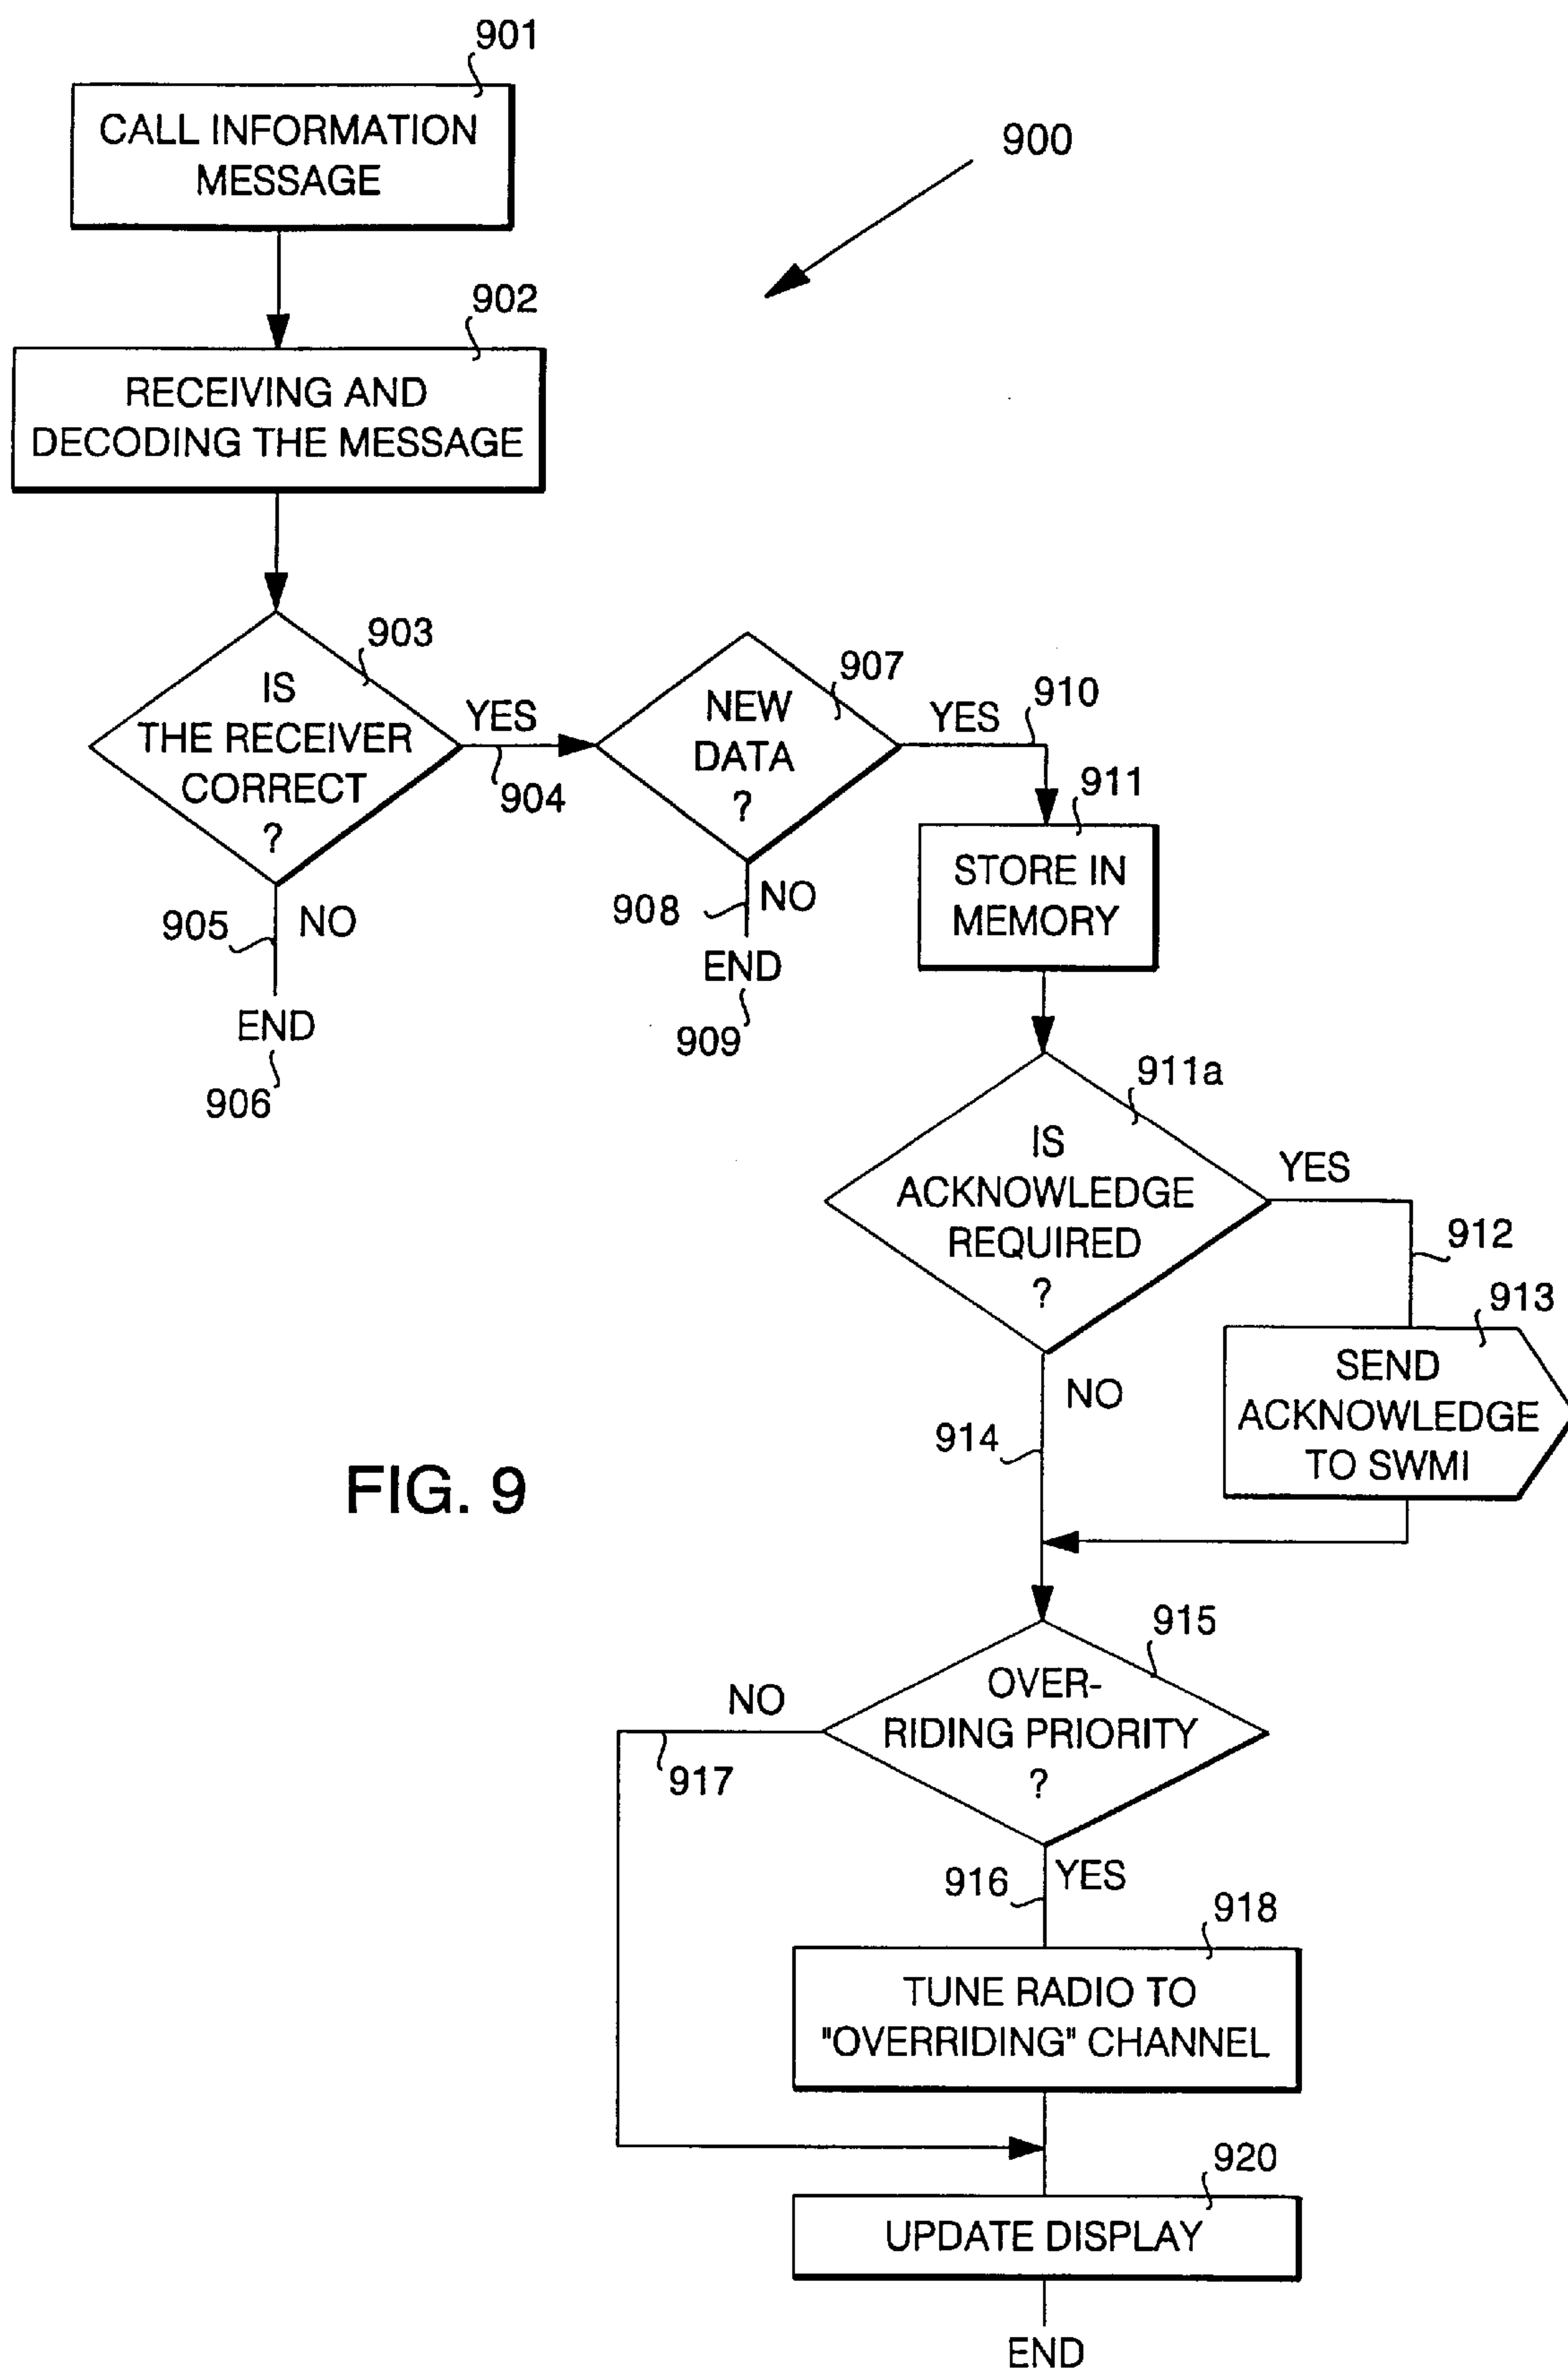 901
CALL INFORMATION
MESSAGE
900
902
RECEIVING AND
DECODING THE MESSAGE
903
IS
THE RECEIVER
CORRECT
?
YES
904
905
NO
END
906
907
NEW
DATA
?
908
NO
END
909
YES
910
911
STORE IN
MEMORY
911a
IS
ACKNOWLEDGE
REQUIRED
?
YES
912
913
SEND
ACKNOWLEDGE
TO SWMI
NO
914
FIG. 9
915
OVER-
RIDING PRIORITY
?
NO
917
916
YES
918
TUNE RADIO TO
"OVERRIDING" CHANNEL
920
UPDATE DISPLAY
END